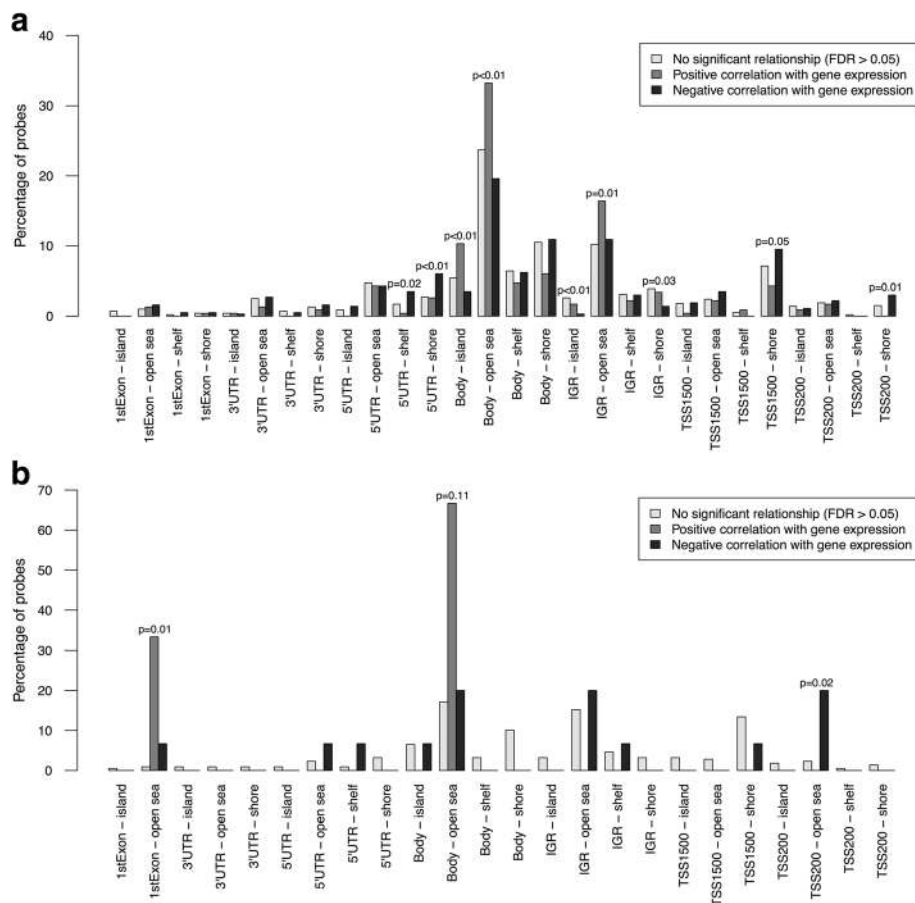 a
Percentage of probes
40
30
20
10
0
No significant relationship (FDR > 0.05)
Positive correlation with gene expression
Negative correlation with gene expression
p=0.02
p<0.01
p<0.01
p<0.01
p<0.01
p=0.01
p=0.03
p=0.05
p=0.01
1stExon – island
1stExon – open sea
1stExon – shelf
1stExon – shore
3'UTR – island
3'UTR – open sea
3'UTR – shelf
3'UTR – shore
5'UTR – island
5'UTR – open sea
5'UTR – shelf
5'UTR – shore
Body – island
Body – open sea
Body – shelf
Body – shore
IGR – island
IGR – open sea
IGR – shelf
IGR – shore
TSS1500 – island
TSS1500 – open sea
TSS1500 – shelf
TSS1500 – shore
TSS200 – island
TSS200 – open sea
TSS200 – shelf
TSS200 – shore
b
Percentage of probes
70
60
50
40
30
20
10
0
No significant relationship (FDR > 0.05)
Positive correlation with gene expression
Negative correlation with gene expression
p=0.01
p=0.11
p=0.02
1stExon – island
1stExon – open sea
3'UTR – island
3'UTR – open sea
3'UTR – shore
5'UTR – island
5'UTR – open sea
5'UTR – shelf
5'UTR – shore
Body – island
Body – open sea
Body – shelf
Body – shore
IGR – island
IGR – open sea
IGR – shelf
IGR – shore
TSS1500 – island
TSS1500 – open sea
TSS1500 – shore
TSS200 – island
TSS200 – open sea
TSS200 – shelf
TSS200 – shore